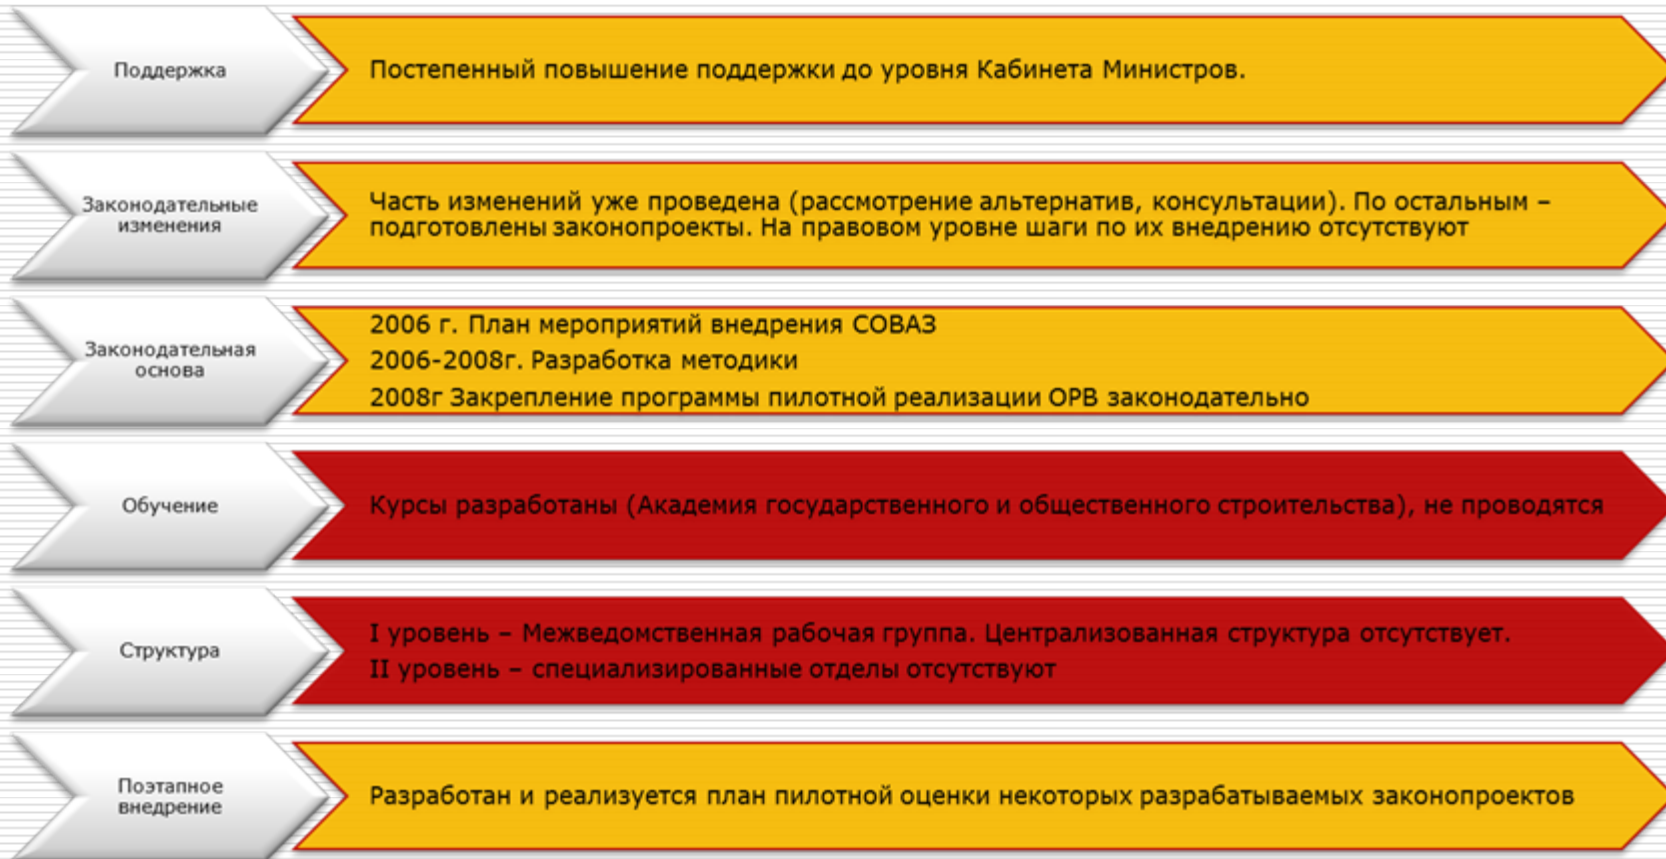 Поддержка
Постепенный повышение поддержки до уровня Кабинета Министров.
Законодательные
изменения
Часть изменений уже проведена (рассмотрение альтернатив, консультации). По остальным –
подготовлены законопроекты. На правовом уровне шаги по их внедрению отсутствуют
Законодательная
основа
2006 г. План мероприятий внедрения СОВАЗ
2006-2008г. Разработка методики
2008г Закрепление программы пилотной реализации ОРВ законодательно
Обучение
Курсы разработаны (Академия государственного и общественного строительства), не проводятся
Структура
I уровень – Межведомственная рабочая группа. Централизованная структура отсутствует.
II уровень – специализированные отделы отсутствуют
Поэтапное
внедрение
Разработан и реализуется план пилотной оценки некоторых разрабатываемых законопроектов